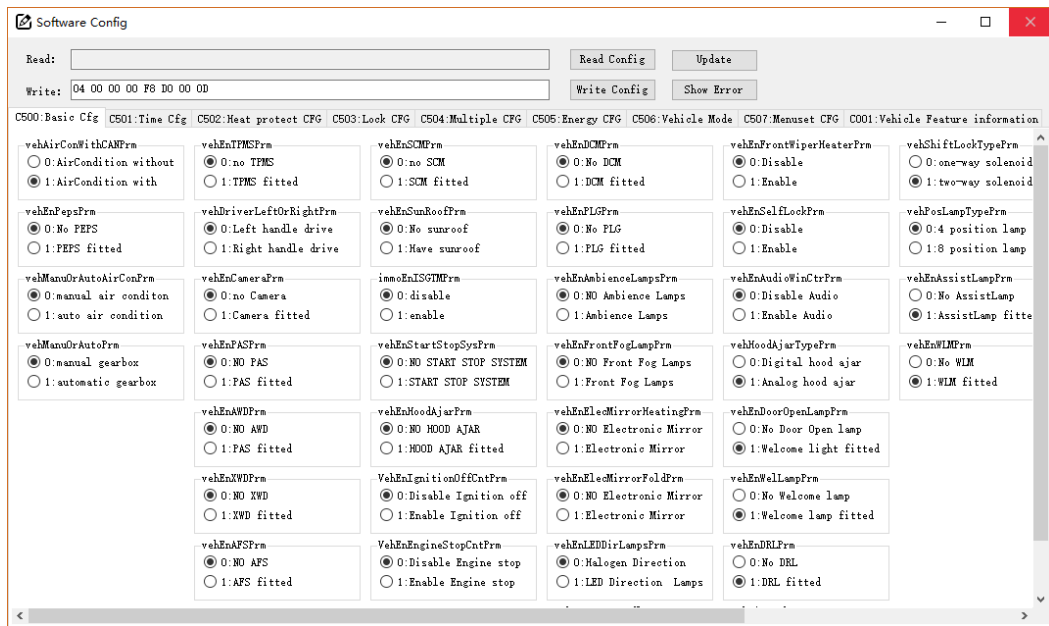 Software Config
Read:
Read Config
Update
Write:
04 00 00 00 F8 D0 00 0D
Write Config
Show Error
C500:Basic Cfg
C501:Time Cfg
C502:Heat protect CFG
C503:Lock CFG
C504:Multiple CFG
C505:Energy CFG
C506:Vehicle Mode
C507:Menuset CFG
C001:Vehicle Feature information
vehAirConWithCANPrm
0:AirCondition without
1:AirCondition with
vehEnPepsPrm
0:No PEPS
1:PEPS fitted
vehManuOrAutoAirConPrm
0:manual air conditon
1:auto air condition
vehManuOrAutoPrm
0:manual gearbox
1:automatic gearbox
vehEnTPMSPrm
0:no TPMS
1:TPMS fitted
vehDriverLeftOrRightPrm
0:Left handle drive
1:Right handle drive
vehEnCameraPrm
0:no Camera
1:Camera fitted
vehEnPASPrm
0:NO PAS
1:PAS fitted
vehEnAWDPrm
0:NO AWD
1:PAS fitted
vehEnXWDPrm
0:NO XWD
1:XWD fitted
vehEnAFSPrm
0:NO AFS
1:AFS fitted
vehEnSCMPrm
0:no SCM
1:SCM fitted
vehEnSunRoofPrm
0:No sunroof
1:Have sunroof
immoEnISGTMPrm
0:disable
1:enable
vehEnStartStopSysPrm
0:NO START STOP SYSTEM
1:START STOP SYSTEM
vehEnHoodAjarPrm
0:NO HOOD AJAR
1:HOOD AJAR fitted
VehEnIgnitionOffCntPrm
0:Disable Ignition off
1:Enable Ignition off
VehEnEngineStopCntPrm
0:Disable Engine stop
1:Enable Engine stop
vehEnDCMPrm
0:No DCM
1:DCM fitted
vehEnPLGPrm
0:No PLG
1:PLG fitted
vehEnAmbienceLampsPrm
0:NO Ambience Lamps
1:Ambience Lamps
vehEnFrontFogLampPrm
0:NO Front Fog Lamps
1:Front Fog Lamps
vehEnElecMirrorHeatingPrm
0:NO Electronic Mirror
1:Electronic Mirror
vehEnElecMirrorFoldPrm
0:NO Electronic Mirror
1:Electronic Mirror
vehEnLEDDirLampsPrm
0:Halogen Direction
1:LED Direction Lamps
vehEnFrontWiperHeaterPrm
0:Disable
1:Enable
vehEnSelfLockPrm
0:Disable
1:Enable
vehEnAudioWinCtrPrm
0:Disable Audio
1:Enable Audio
vehHoodAjarTypePrm
0:Digital hood ajar
1:Analog hood ajar
vehEnDoorOpenLampPrm
0:No Door Open lamp
1:Welcome light fitted
vehEnWelLampPrm
0:No Welcome lamp
1:Welcome lamp fitted
vehEnDRLPrm
0:No DRL
1:DRL fitted
vehShiftLockTypePrm
0:one-way solenoid
1:two-way solenoid
vehPosLampTypePrm
0:4 position lamp
1:8 position lamp
vehEnAssistLampPrm
0:No AssistLamp
1:AssistLamp fitte
vehEnWLMPrm
0:No WLM
1:WLM fitted